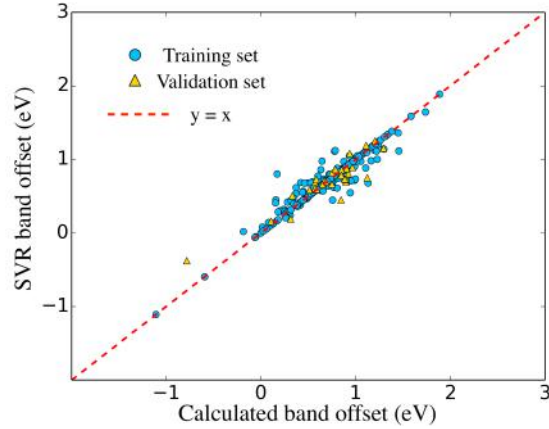 3
2
1
0
−1
SVR band offset (eV)
Training set
Validation set
y = x
−1 0 1 2 3
Calculated band offset (eV)